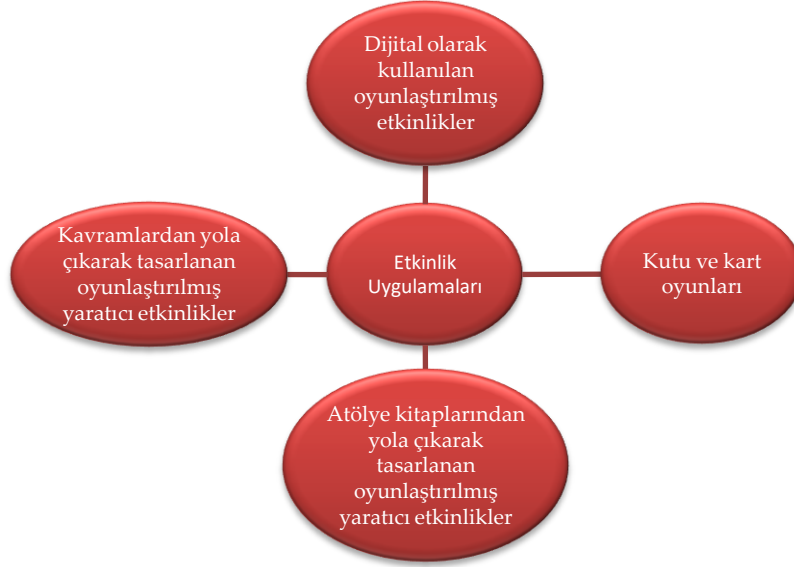 Dijital olarak
kullanılan
oyunlaştırılmış
etkinlikler
Kavramlardan yola
çıkarak tasarlanan
oyunlaştırılmış
yaratıcı etkinlikler
Etkinlik
Uygulamaları
Kutu ve kart
oyunları
Atölye kitaplarından
yola çıkarak
tasarlanan
oyunlaştırılmış
yaratıcı etkinlikler